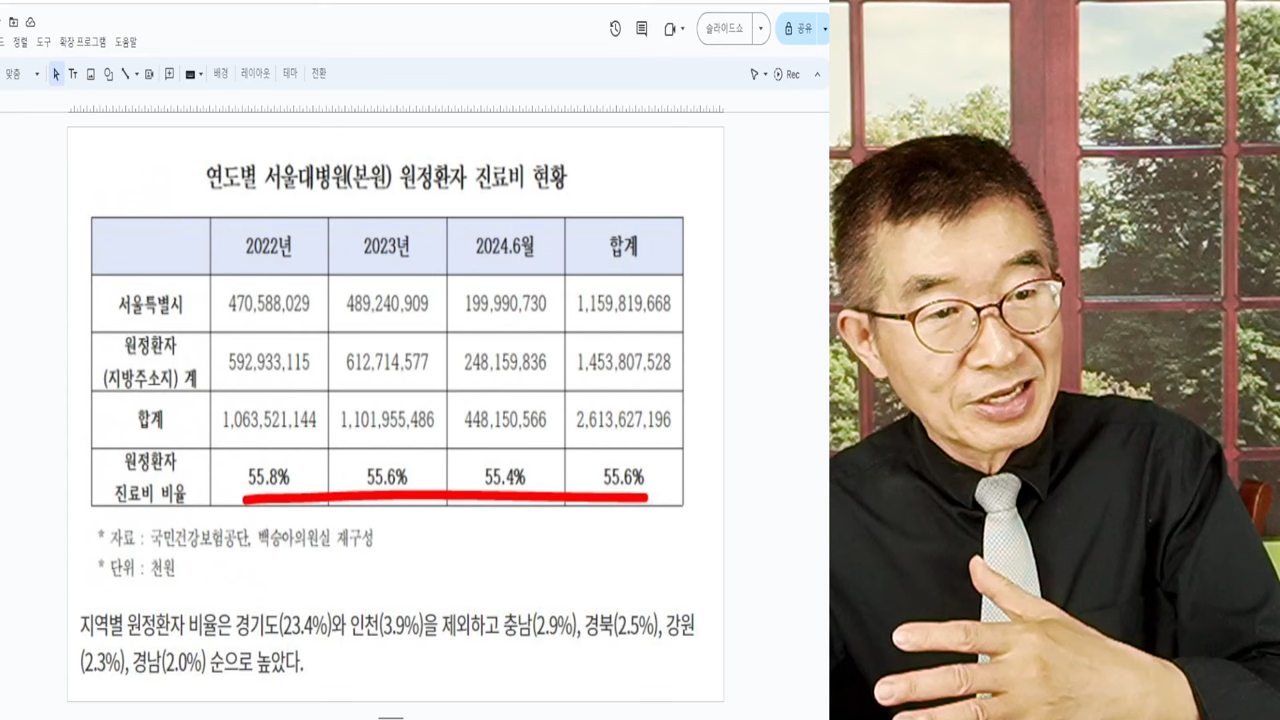 정렬 도구 확장 프로그램 도움말
슬라이드쇼
공유
맞춤
Tт
배경
레이아웃
테마
전환
Rec
연도별 서울대병원(본원) 원정환자 진료비 현황
2022년 2023년 2024.6월 합계
서울특별시 470,588,029 489,240,909 199,990,730 1,159,819,668
원정환자
(지방주소지) 계 592,933,115 612,714,577 248,159,836 1,453,807,528
합계 1,063,521,144 1,101,955,486 448,150,566 2,613,627,196
원정환자
진료비 비율 55.8% 55.6% 55.4% 55.6%
* 자료 : 국민건강보험공단, 백승아의원실 재구성
* 단위 : 천원
지역별 원정환자 비율은 경기도(23.4%)와 인천(3.9%)을 제외하고 충남(2.9%), 경북(2.5%), 강원
(2.3%), 경남(2.0%) 순으로 높았다.